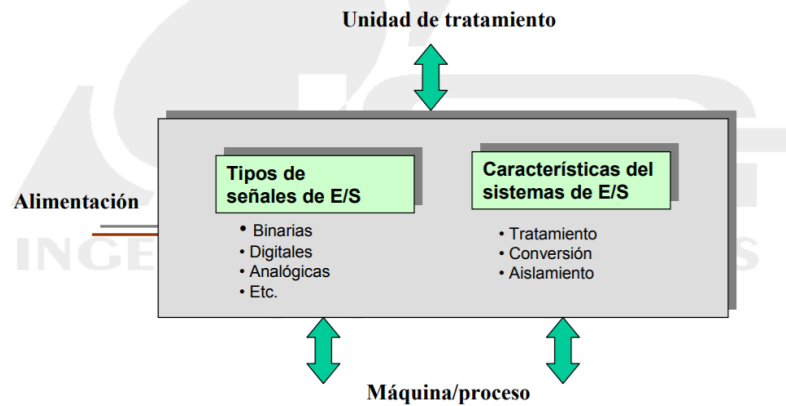 Unidad de tratamiento
Tipos de
señales de E/S
Características del
sistemas de E/S
Alimentación
• Binarias
• Digitales
• Analógicas
• Etc.
• Tratamiento
• Conversión
• Aislamiento
INGE
S
Máquina/proceso